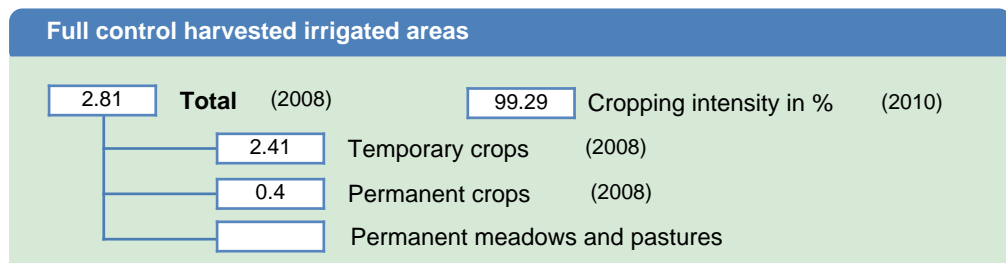 Full control harvested irrigated areas
2.81 Total (2008) 99.29 Cropping intensity in % (2010)
2.41 Temporary crops (2008)
0.4 Permanent crops (2008)
Permanent meadows and pastures